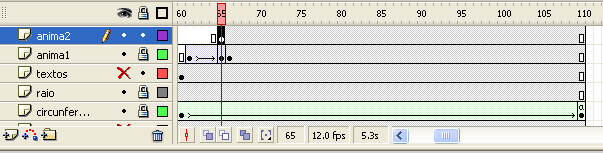 60 65 70 75 80 85 90 95 100 105 110
anima2
anima1
textos
raio
circunfer...
a
65 12.0 fps 5.3s